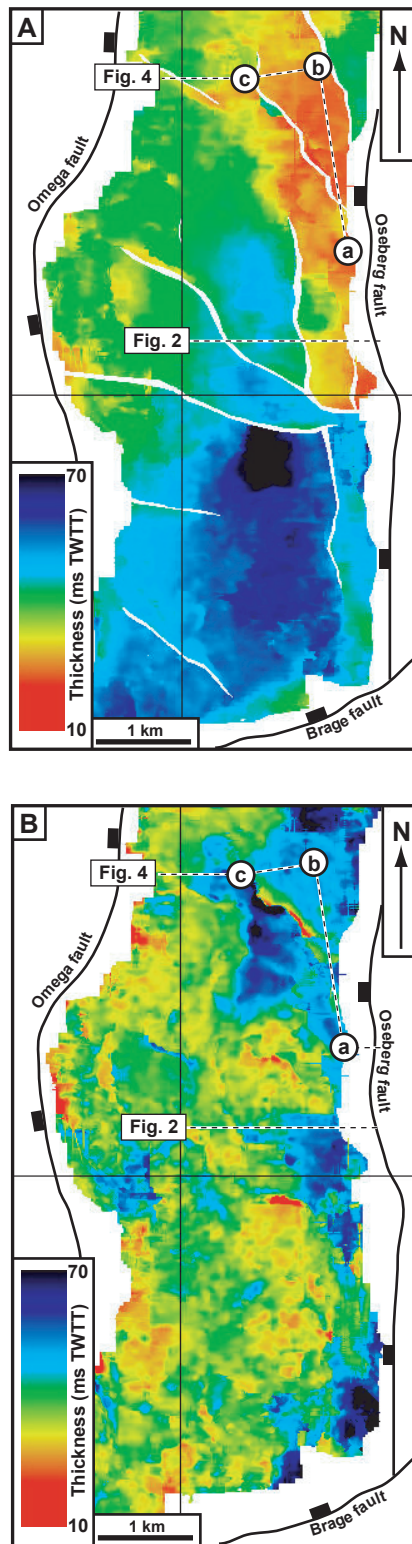 A
N
Fig. 4
c
b
Omega fault
Oseberg fault
a
Fig. 2
70
Thickness (ms TWTT)
10
1 km
Brage fault
B
N
Fig. 4
c
b
Omega fault
Oseberg fault
a
Fig. 2
70
Thickness (ms TWTT)
10
1 km
Brage fault